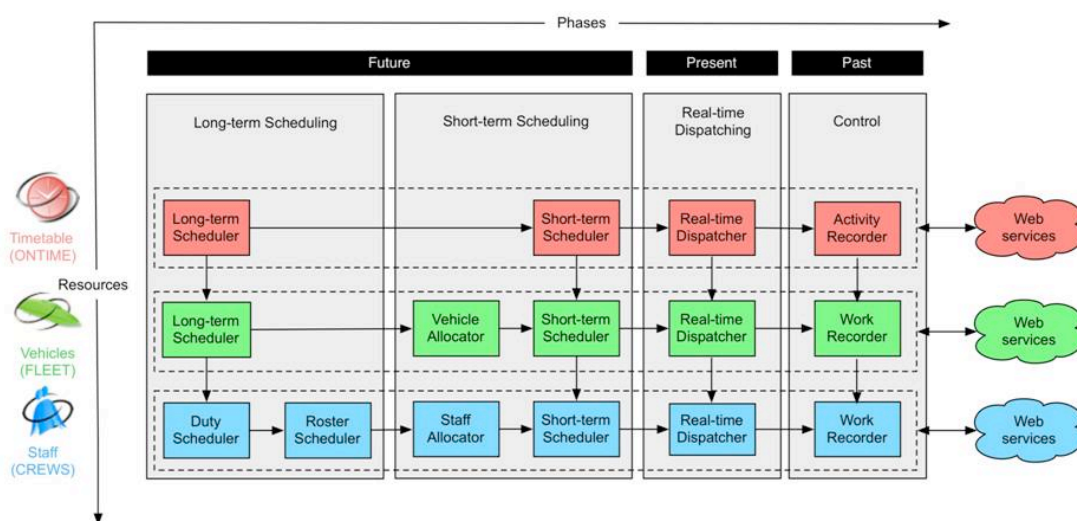 Phases
Future
Present
Past
Long-term Scheduling
Short-term Scheduling
Real-time
Dispatching
Control
Timetable
(ONTIME)
Long-term
Scheduler
Short-term
Scheduler
Real-time
Dispatcher
Activity
Recorder
Web
services
Resources
Vehicles
(FLEET)
Long-term
Scheduler
Vehicle
Allocator
Short-term
Scheduler
Real-time
Dispatcher
Work
Recorder
Web
services
Staff
(CREWS)
Duty
Scheduler
Roster
Scheduler
Staff
Allocator
Short-term
Scheduler
Real-time
Dispatcher
Work
Recorder
Web
services